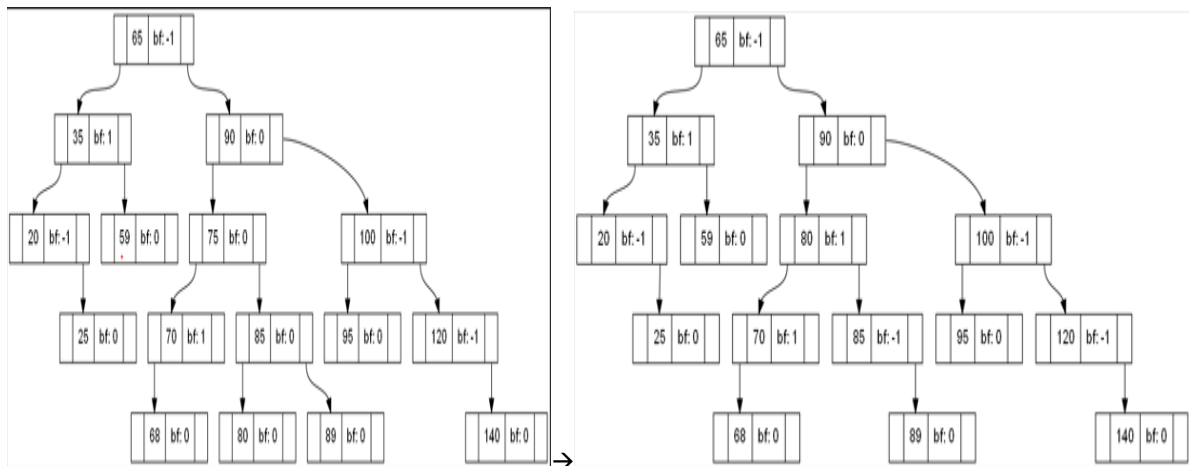 65 bf: -1
35 bf: 1
90 bf: 0
20 bf: -1
59 bf: 0
75 bf: 0
100 bf: -1
25 bf: 0
70 bf: 1
85 bf: 0
95 bf: 0
120 bf: -1
68 bf: 0
80 bf: 0
89 bf: 0
140 bf: 0
→
65 bf: -1
35 bf: 1
90 bf: 0
20 bf: -1
59 bf: 0
80 bf: 1
100 bf: -1
25 bf: 0
70 bf: 1
85 bf: -1
95 bf: 0
120 bf: -1
68 bf: 0
89 bf: 0
140 bf: 0